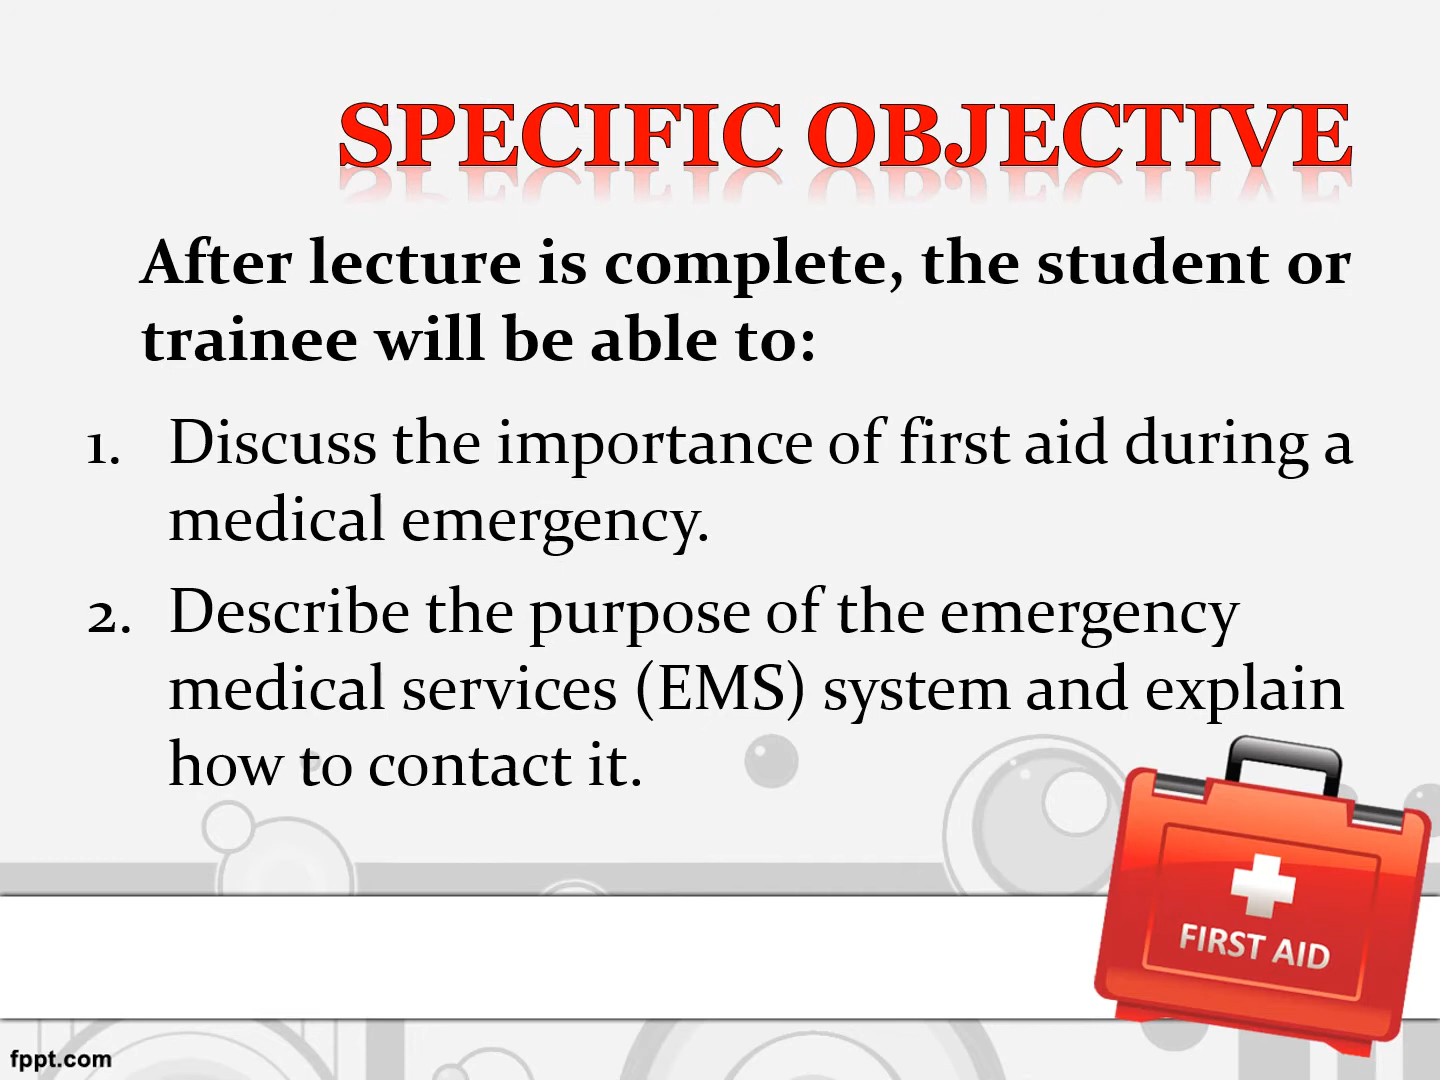 SPECIFIC OBJECTIVE
After lecture is complete, the student or
trainee will be able to:
1. Discuss the importance of first aid during a
medical emergency.
2. Describe the purpose of the emergency
medical services (EMS) system and explain
how to contact it.
FIRST AID
fppt.com